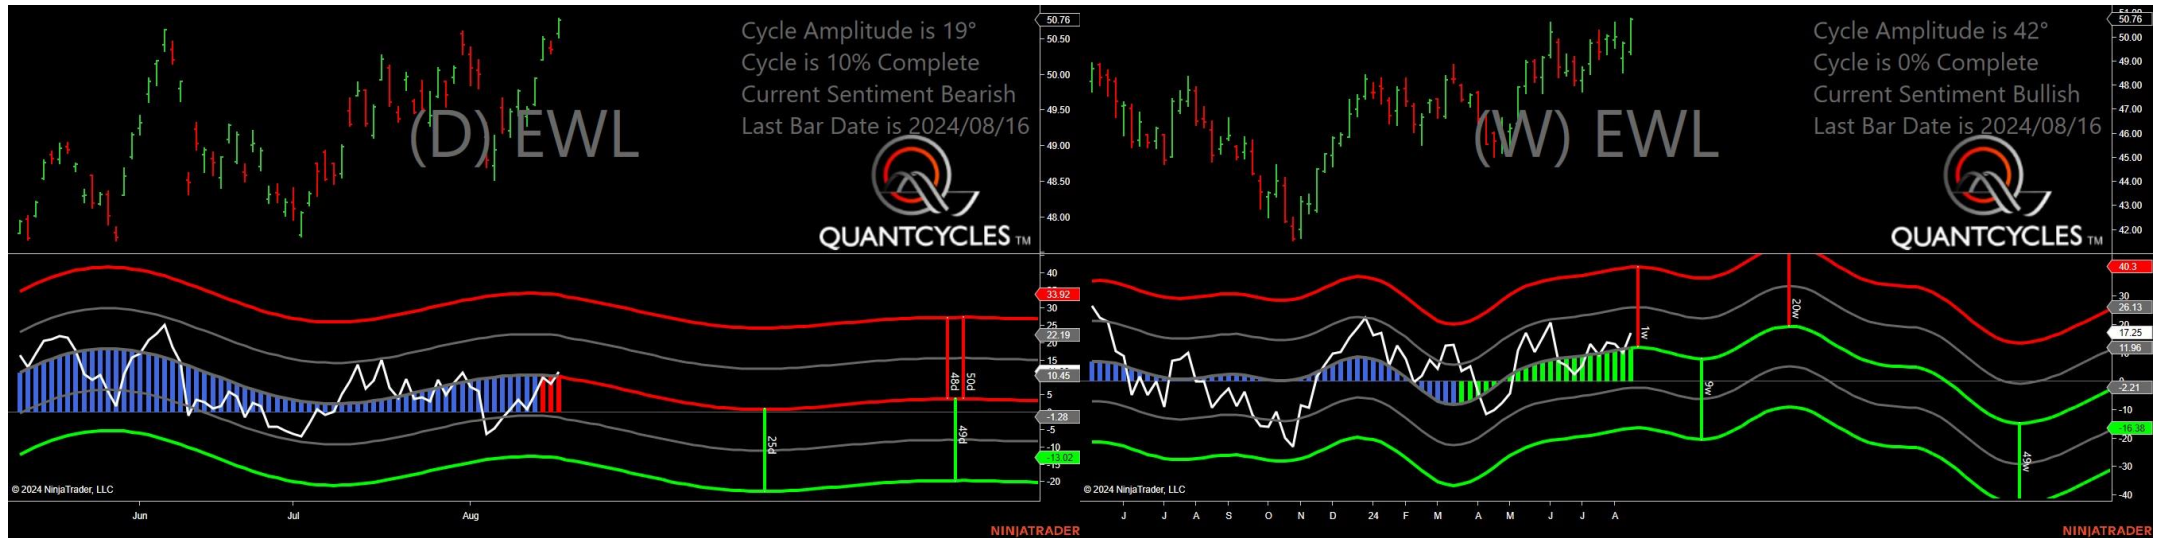 Cycle Amplitude is 19°
Cycle is 10% Complete
Current Sentiment Bearish
Last Bar Date is 2024/08/16
(D) EWL
QUANTCYCLES TM
50.76
50.50
50.00
49.50
49.00
48.50
48.00
40
33.92
30
25
22.19
20
15
10.45
5
-1.28
-5
-10
-13.02
-15
-20
25d
48d
50d
49d
© 2024 NinjaTrader, LLC
Jun Jul Aug
NINJATRADER
Cycle Amplitude is 42°
Cycle is 0% Complete
Current Sentiment Bullish
Last Bar Date is 2024/08/16
(W) EWL
QUANTCYCLES TM
51.00
50.76
50.00
49.00
48.00
47.00
46.00
45.00
44.00
43.00
42.00
40.3
30
26.13
20
17.25
11.96
0
-2.21
-10
-16.38
-20
-30
-40
1w
20w
9w
49w
© 2024 NinjaTrader, LLC
J J A S O N D 24 F M A M J J A
NINJATRADER